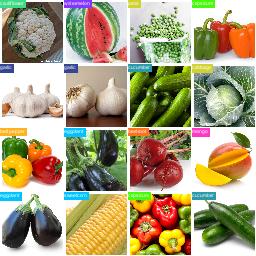 cauliflower
watermelon
peas
capsicum
garlic
garlic
cucumber
cabbage
bell pepper
eggplant
beetroot
mango
eggplant
sweetcorn
capsicum
cucumber